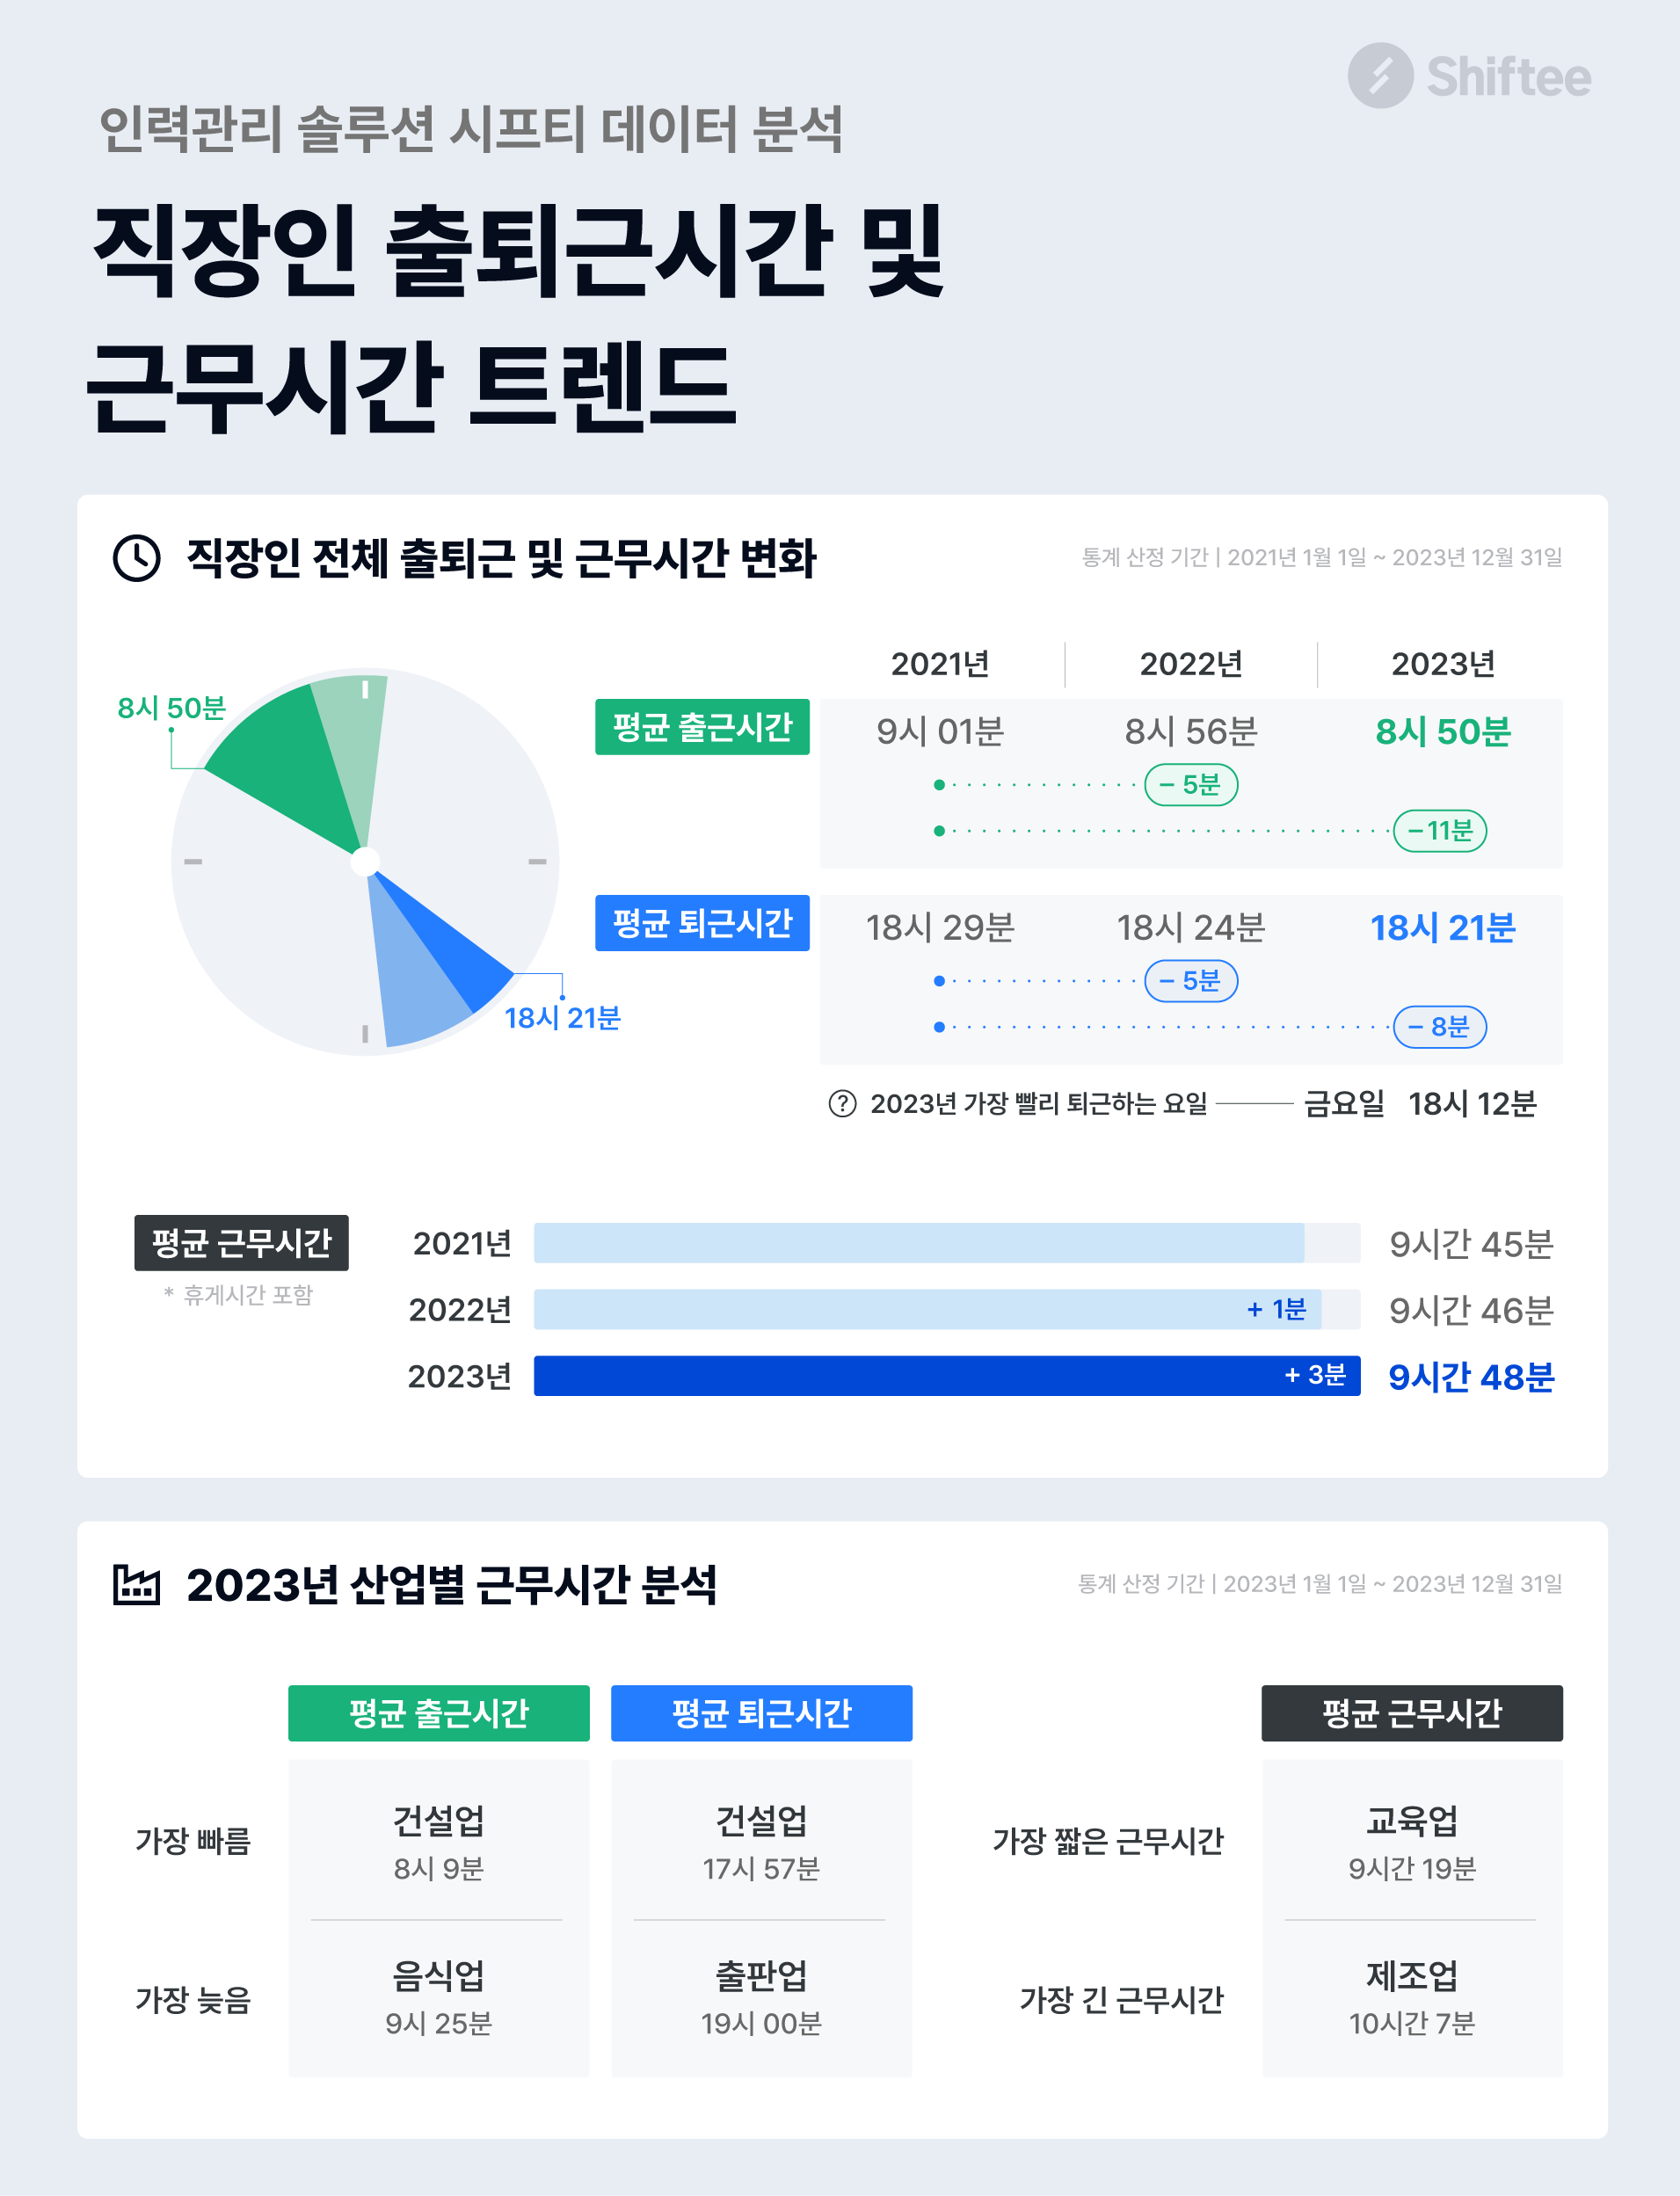 Shiftee
인력관리 솔루션 시프티 데이터 분석
직장인 출퇴근시간 및
근무시간 트렌드
직장인 전체 출퇴근 및 근무시간 변화
통계 산정 기간 | 2021년 1월 1일 ~ 2023년 12월 31일
8시 50분
18시 21분
2021년 2022년 2023년
평균 출근시간 9시 01분 8시 56분 8시 50분
- 5분
-11분
평균 퇴근시간 18시 29분 18시 24분 18시 21분
- 5분
- 8분
? 2023년 가장 빨리 퇴근하는 요일 금요일 18시 12분
평균 근무시간
* 휴게시간 포함
2021년 9시간 45분
2022년 + 1분 9시간 46분
2023년 + 3분 9시간 48분
2023년 산업별 근무시간 분석
통계 산정 기간 | 2023년 1월 1일 ~ 2023년 12월 31일
평균 출근시간 평균 퇴근시간 평균 근무시간
가장 빠름
건설업
8시 9분
건설업
17시 57분
가장 짧은 근무시간
교육업
9시간 19분
가장 늦음
음식업
9시 25분
출판업
19시 00분
가장 긴 근무시간
제조업
10시간 7분